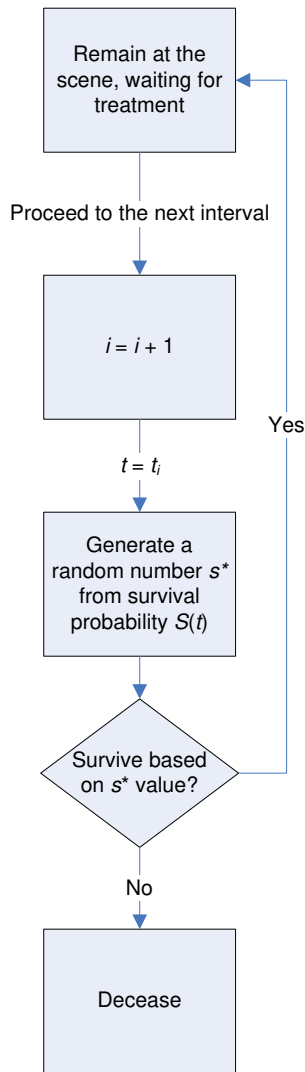 Remain at the
scene, waiting for
treatment
Proceed to the next interval
i = i + 1
Yes
t = tᵢ
Generate a
random number s*
from survival
probability S(t)
Survive based
on s* value?
No
Decease